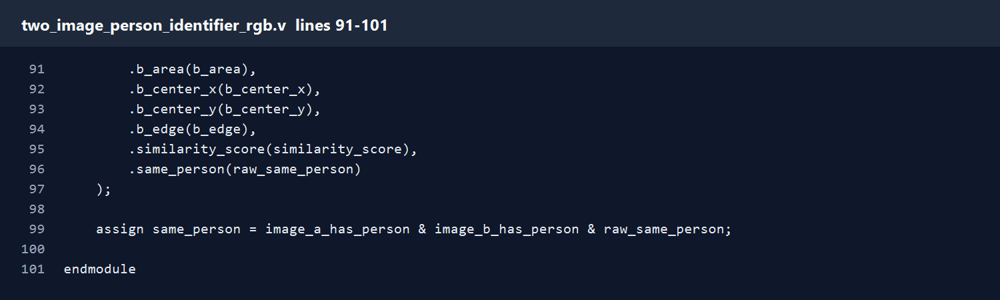 two_image_person_identifier_rgb.v lines 91-101
91 .b_area(b_area),
92 .b_center_x(b_center_x),
93 .b_center_y(b_center_y),
94 .b_edge(b_edge),
95 .similarity_score(similarity_score),
96 .same_person(raw_same_person)
97 );
98
99 assign same_person = image_a_has_person & image_b_has_person & raw_same_person;
100
101 endmodule